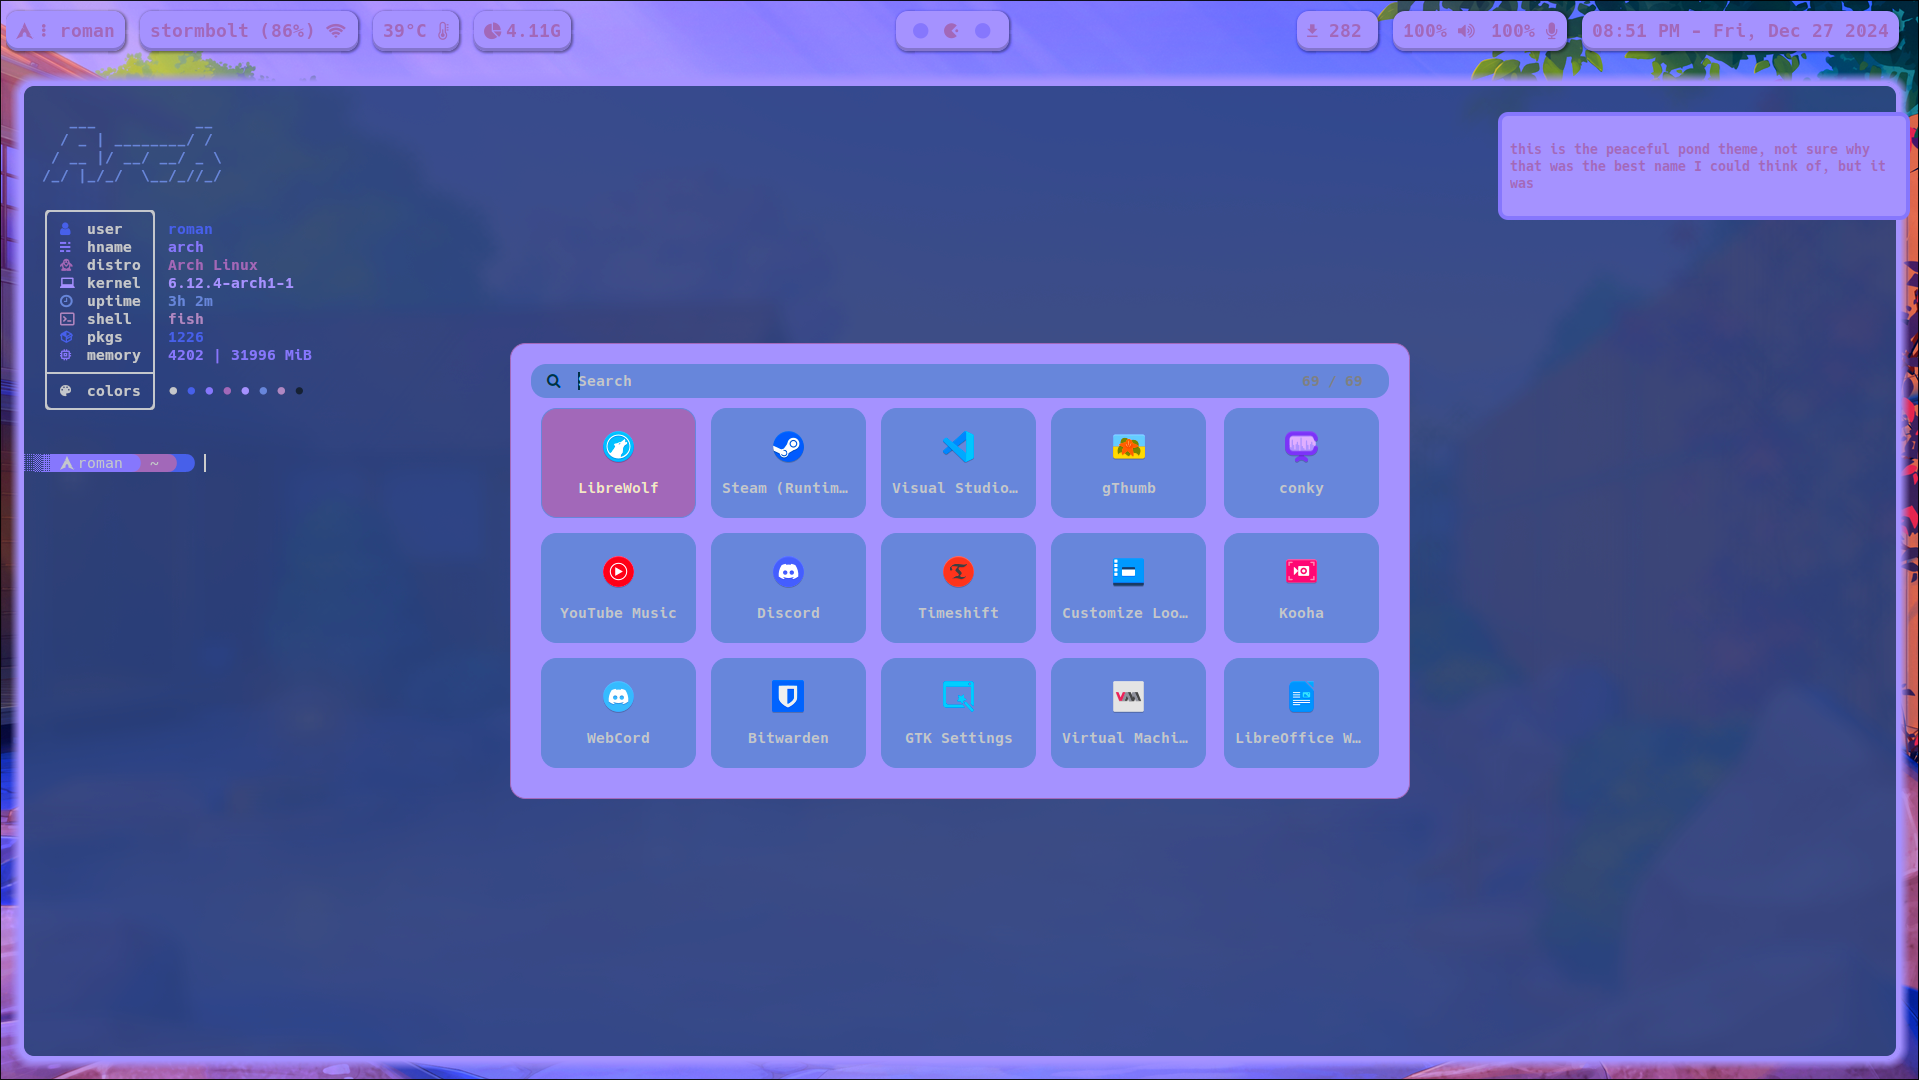 roman
stormbolt (86%)
39°C
4.11G
282
100%
100%
08:51 PM - Fri, Dec 27 2024
this is the peaceful pond theme, not sure why
that was the best name I could think of, but it
was
user roman
hname arch
distro Arch Linux
kernel 6.12.4-arch1-1
uptime 3h 2m
shell fish
pkgs 1226
memory 4202 | 31996 MiB
colors
roman ~
Search 69 / 69
LibreWolf
Steam (Runtim…
Visual Studio…
gThumb
conky
YouTube Music
Discord
Timeshift
Customize Loo…
Kooha
WebCord
Bitwarden
GTK Settings
Virtual Machi…
LibreOffice W…